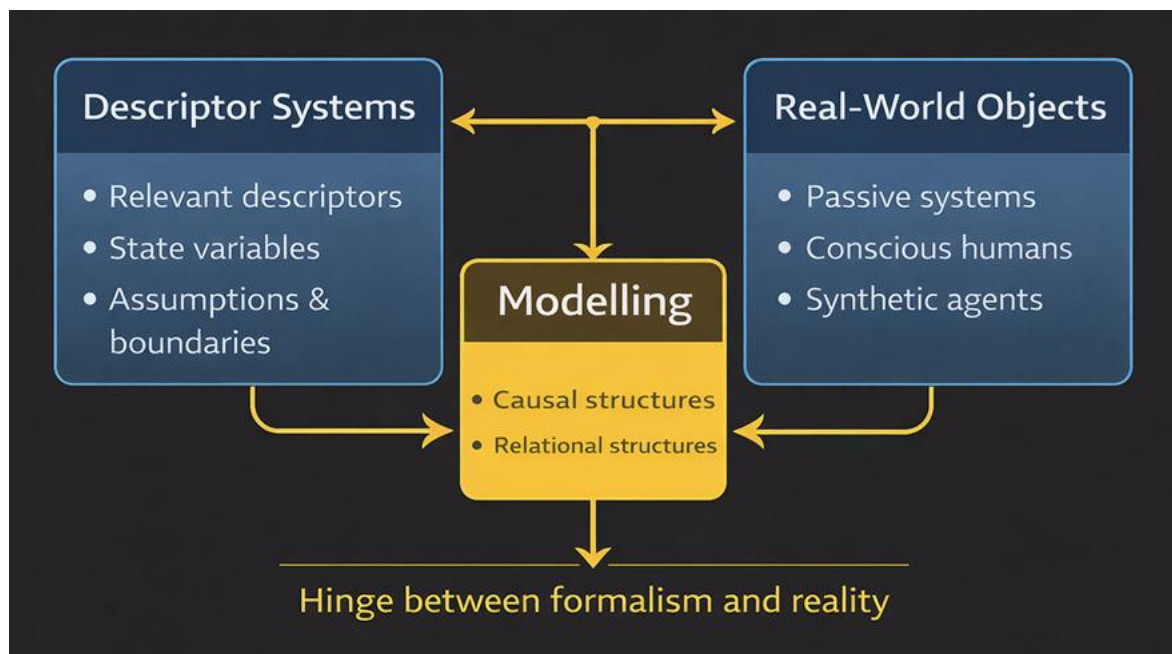 Descriptor Systems
• Relevant descriptors
• State variables
• Assumptions &
boundaries
Real-World Objects
• Passive systems
• Conscious humans
• Synthetic agents
Modelling
• Causal structures
• Relational structures
Hinge between formalism and reality